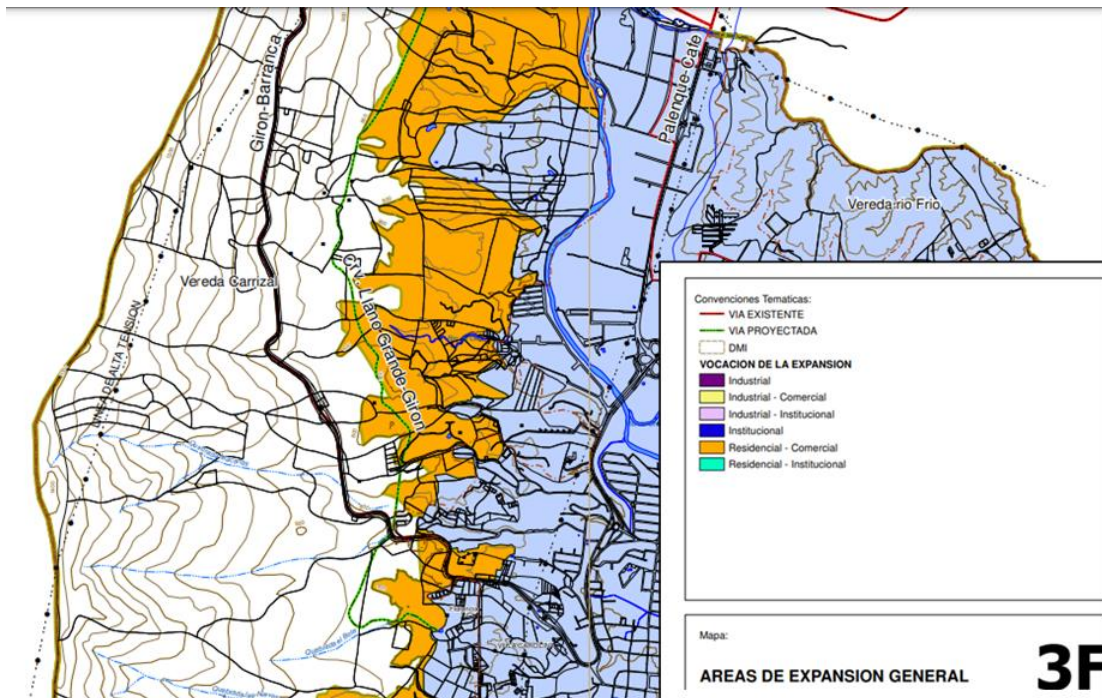 Giron-Barranca
Palenque-Cafe
Vereda rio Frio
Vereda Carrizal
Crv- Llano Grande-Giron
LINEA DE ALTA TENSION
Convenciones Tematicas:
VIA EXISTENTE
VIA PROYECTADA
DMI
VOCACION DE LA EXPANSION
Industrial
Industrial - Comercial
Industrial - Institucional
Institucional
Residencial - Comercial
Residencial - Institucional
Mapa:
AREAS DE EXPANSION GENERAL
3F